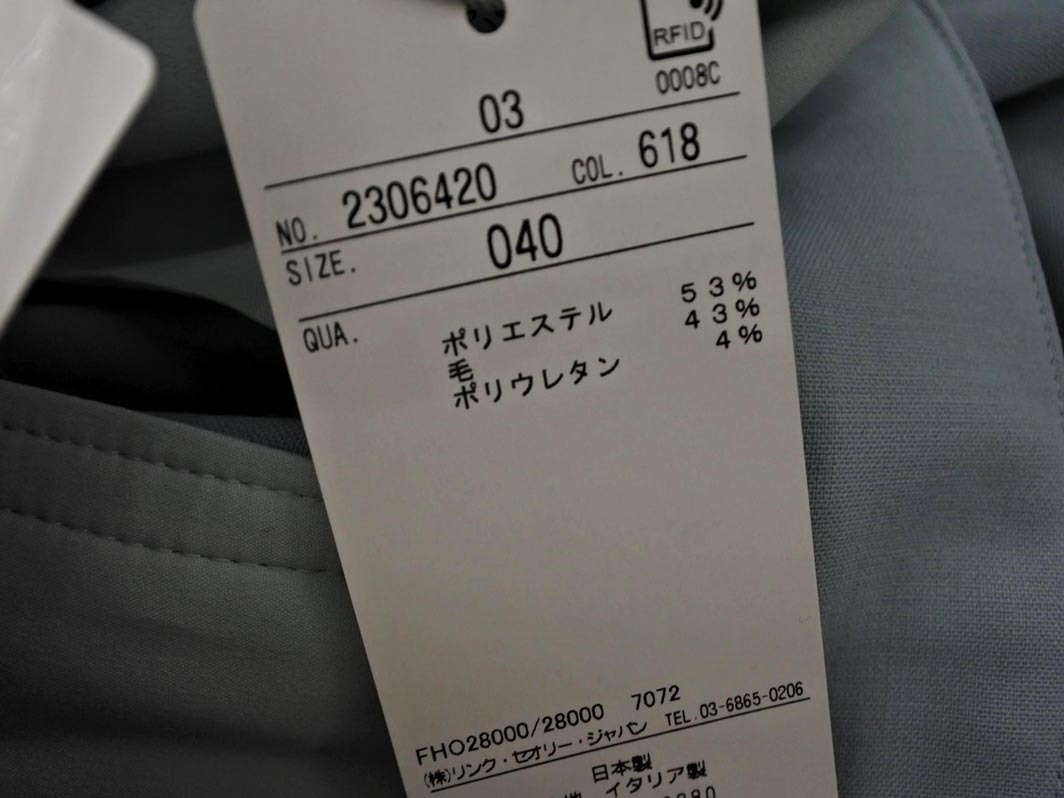 RFID
0008C
03
NO. 2306420 COL. 618
SIZE. 040
QUA. ポリエステル 53%
毛 43%
ポリウレタン 4%
FHO28000/28000 7072
(株)リンク・セオリー・ジャパン TEL.03-6865-0206
日本製
イタリア製